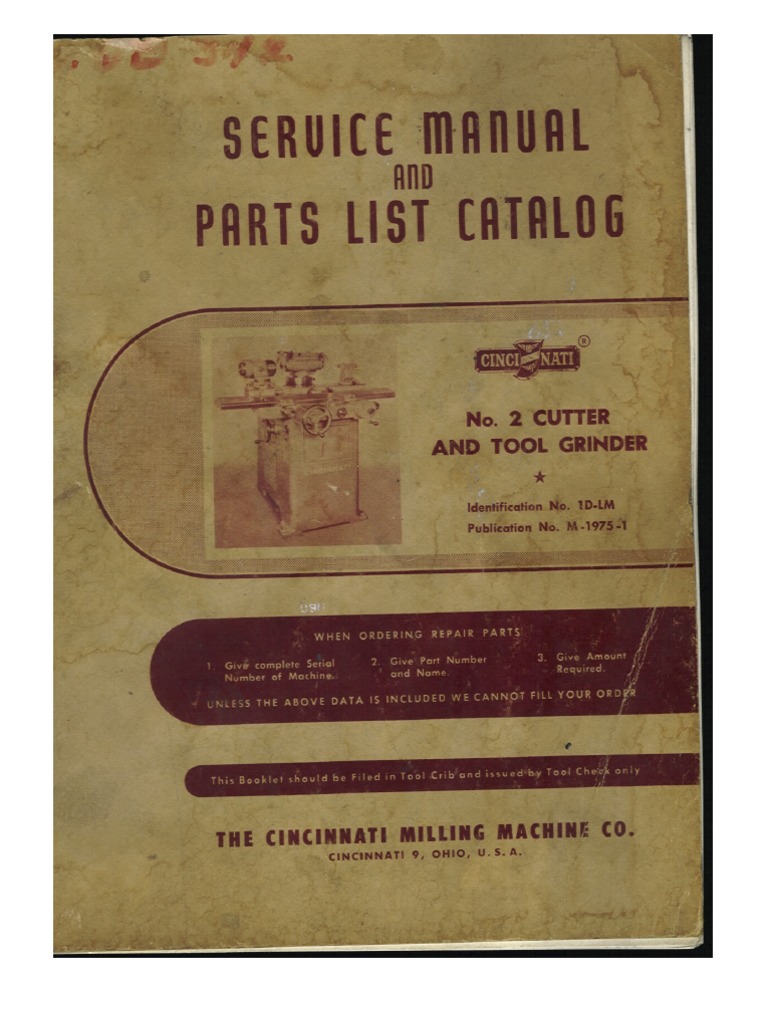 SERVICE MANUAL
AND
PARTS LIST CATALOG
CINCINNATI ®
No. 2 CUTTER
AND TOOL GRINDER
★
Identification No. 1D-LM
Publication No. M-1975-1
WHEN ORDERING REPAIR PARTS
1. Give complete Serial Number of Machine.
2. Give Part Number and Name.
3. Give Amount Required.
UNLESS THE ABOVE DATA IS INCLUDED WE CANNOT FILL YOUR ORDER
This Booklet should be Filed in Tool Crib and issued by Tool Check only
THE CINCINNATI MILLING MACHINE CO.
CINCINNATI 9, OHIO, U.S.A.